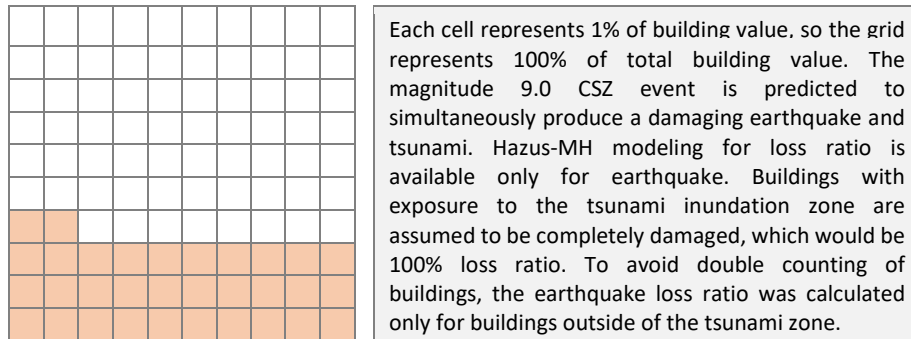 Each cell represents 1% of building value, so the grid
represents 100% of total building value. The
magnitude 9.0 CSZ event is predicted to
simultaneously produce a damaging earthquake and
tsunami. Hazus-MH modeling for loss ratio is
available only for earthquake. Buildings with
exposure to the tsunami inundation zone are
assumed to be completely damaged, which would be
100% loss ratio. To avoid double counting of
buildings, the earthquake loss ratio was calculated
only for buildings outside of the tsunami zone.